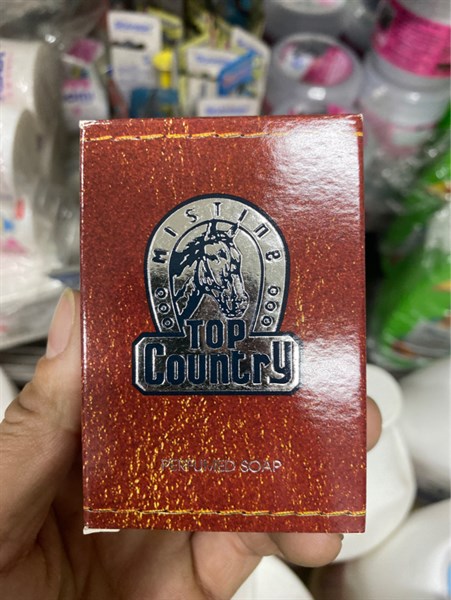 MISTINE
TOP
Country
PERFUMED SOAP